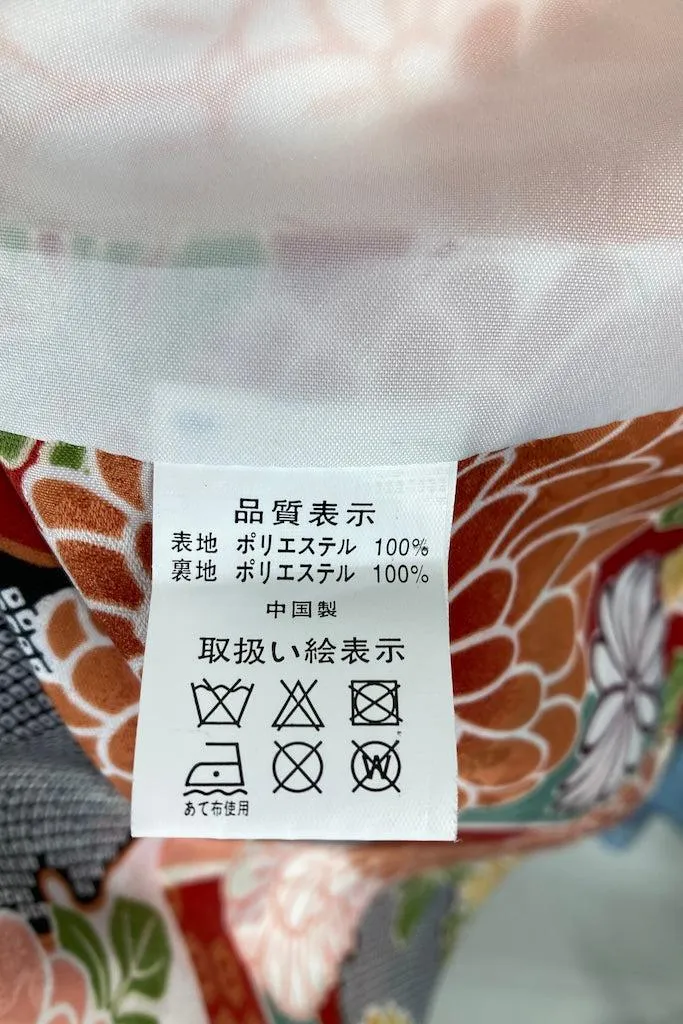 品質表示
表地 ポリエステル 100%
裏地 ポリエステル 100%
中国製
取扱い絵表示
W
あて布使用